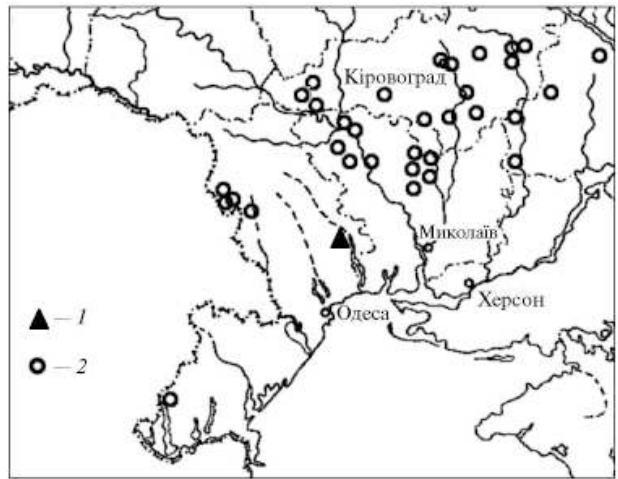 Кіровоград
Миколаїв
Херсон
Одеса
— 1
— 2